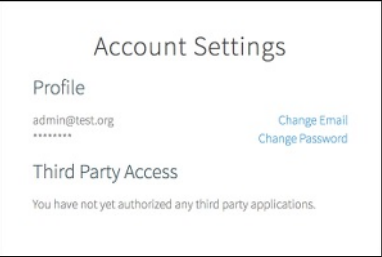 Account Settings
Profile
admin@test.org
Change Email
********
Change Password
Third Party Access
You have not yet authorized any third party applications.